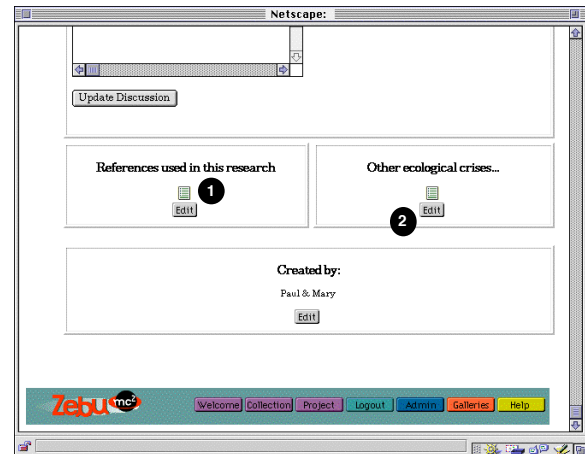 Netscape:
Update Discussion
References used in this research
Other ecological crises...
1
Edit
2
Edit
Created by:
Paul & Mary
Edit
Zebu mc2
Welcome Collection Project Logout Admin Galleries Help